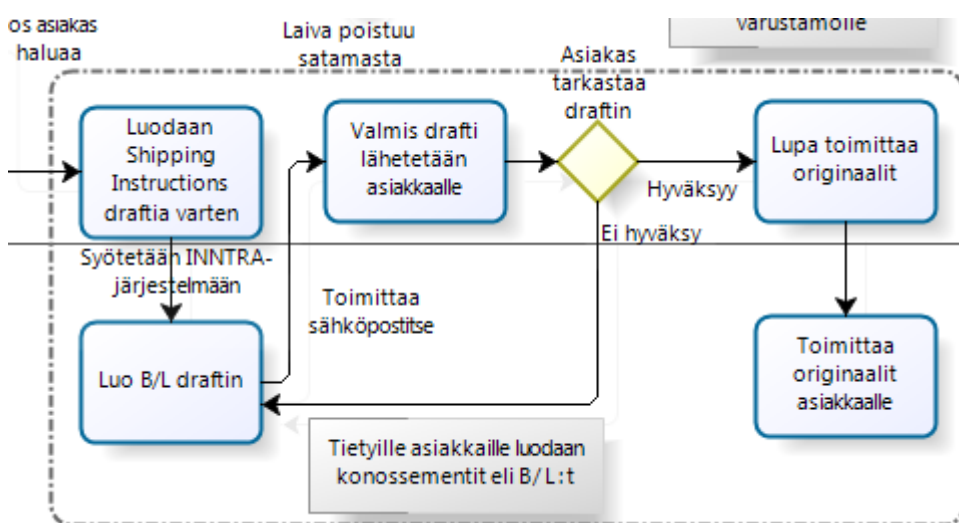 os asiakas
haluaa
Laiva poistuu
satamasta
varustamolle
Asiakas
tarkastaa
draftin
Luodaan
Shipping
Instructions
draftia varten
Valmis drafti
lähetetään
asiakkaalle
Lupa toimittaa
originaalit
Hyväksyy
Ei hyväksy
Syötetään INNTRA-
järjestelmään
Toimittaa
sähköpostitse
Luo B/L draftin
Toimittaa
originaalit
asiakkaalle
Tietyille asiakkaille luodaan
konossementit eli B/L:t